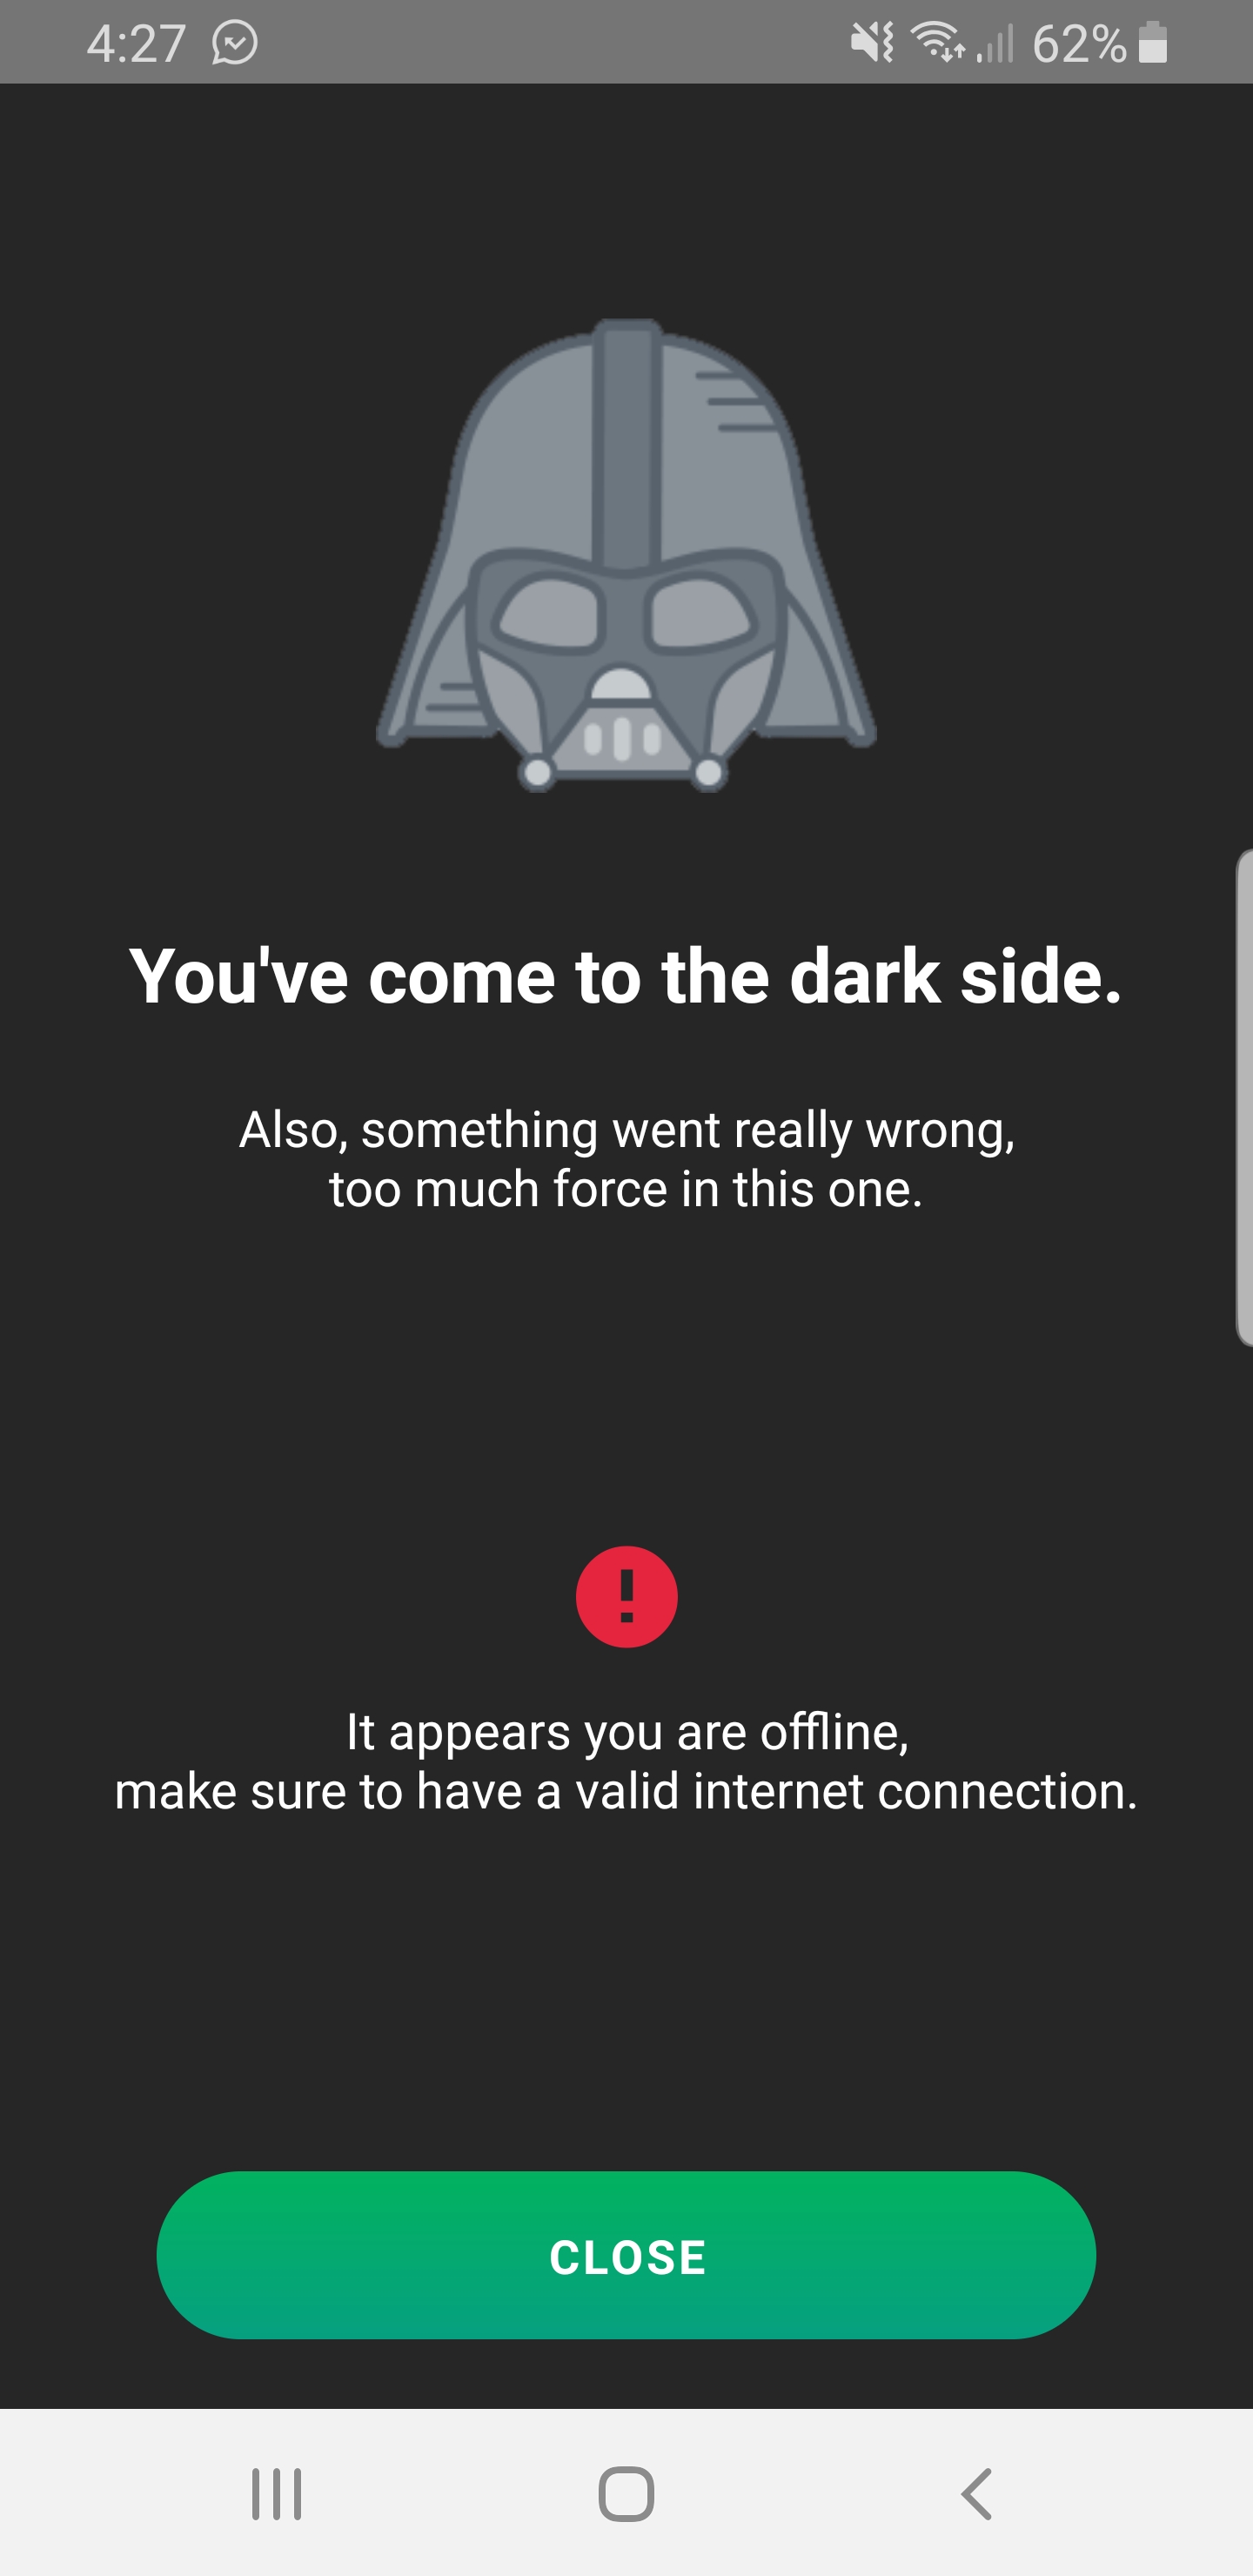 4:27 62%
You've come to the dark side.
Also, something went really wrong,
too much force in this one.
It appears you are offline,
make sure to have a valid internet connection.
CLOSE